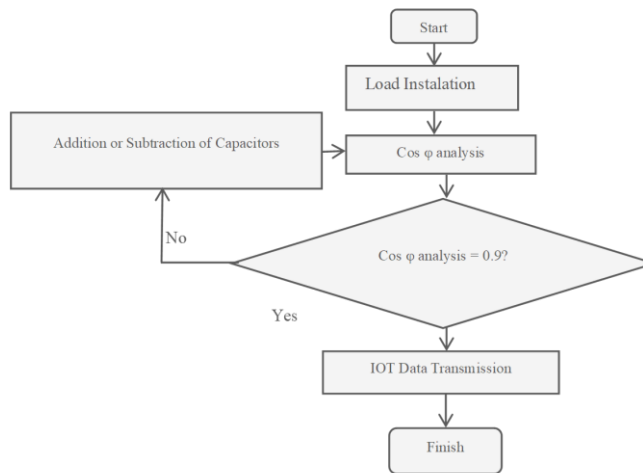 Start
Load Instalation
Addition or Subtraction of Capacitors
Cos φ analysis
No
Cos φ analysis = 0.9?
Yes
IOT Data Transmission
Finish